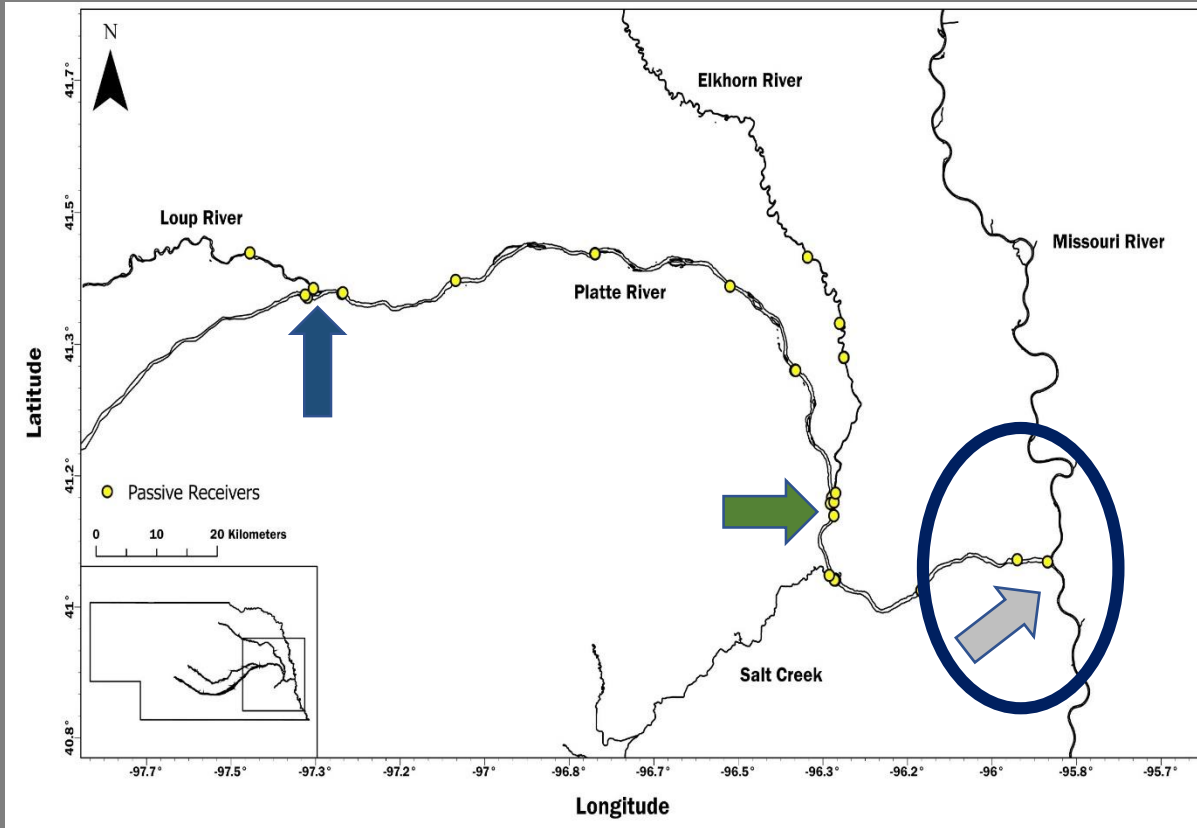 N
Elkhorn River
Loup River
Missouri River
Platte River
Passive Receivers
0 10 20 Kilometers
Salt Creek
Latitude
41.7°
41.5°
41.3°
41.2°
41°
40.8°
-97.7° -97.5° -97.3° -97.2° -97° -96.8° -96.7° -96.5° -96.3° -96.2° -96° -95.8° -95.7°
Longitude